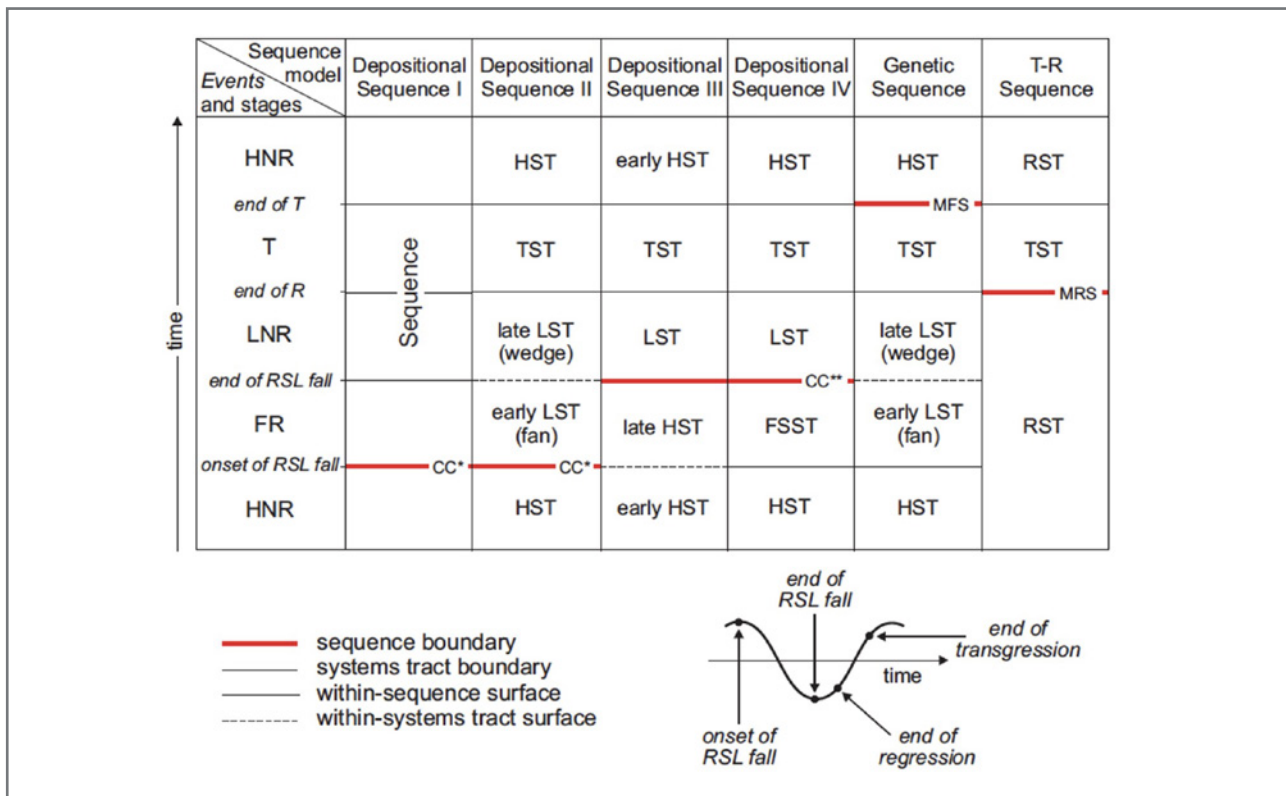 Sequence model
Events and stages
Depositional Sequence I
Depositional Sequence II
Depositional Sequence III
Depositional Sequence IV
Genetic Sequence
T-R Sequence
time
HNR
HST
early HST
HST
HST
RST
end of T
MFS
T
Sequence
TST
TST
TST
TST
TST
end of R
MRS
LNR
late LST (wedge)
LST
LST
late LST (wedge)
end of RSL fall
CC**
FR
early LST (fan)
late HST
FSST
early LST (fan)
RST
onset of RSL fall
CC*
CC*
HNR
HST
early HST
HST
HST
sequence boundary
systems tract boundary
within-sequence surface
within-systems tract surface
end of
RSL fall
end of
transgression
time
onset of
RSL fall
end of
regression